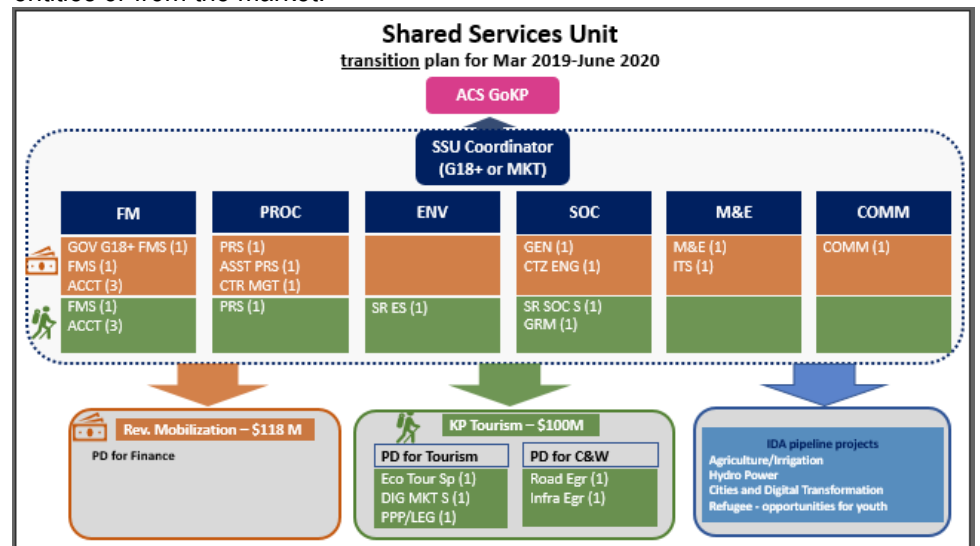 entities or from the market.
Shared Services Unit
transition plan for Mar 2019-June 2020
ACS GoKP
SSU Coordinator
(G18+ or MKT)
FM
PROC
ENV
SOC
M&E
COMM
GOV G18+ FMS (1)
FMS (1)
ACCT (3)
PRS (1)
ASST PRS (1)
CTR MGT (1)
GEN (1)
CTZ ENG (1)
M&E (1)
ITS (1)
COMM (1)
FMS (1)
ACCT (3)
PRS (1)
SR ES (1)
SR SOC S (1)
GRM (1)
Rev. Mobilization – $118 M
PD for Finance
KP Tourism – $100M
PD for Tourism
Eco Tour Sp (1)
DIG MKT S (1)
PPP/LEG (1)
PD for C&W
Road Egr (1)
Infra Egr (1)
IDA pipeline projects
Agriculture/Irrigation
Hydro Power
Cities and Digital Transformation
Refugee - opportunities for youth